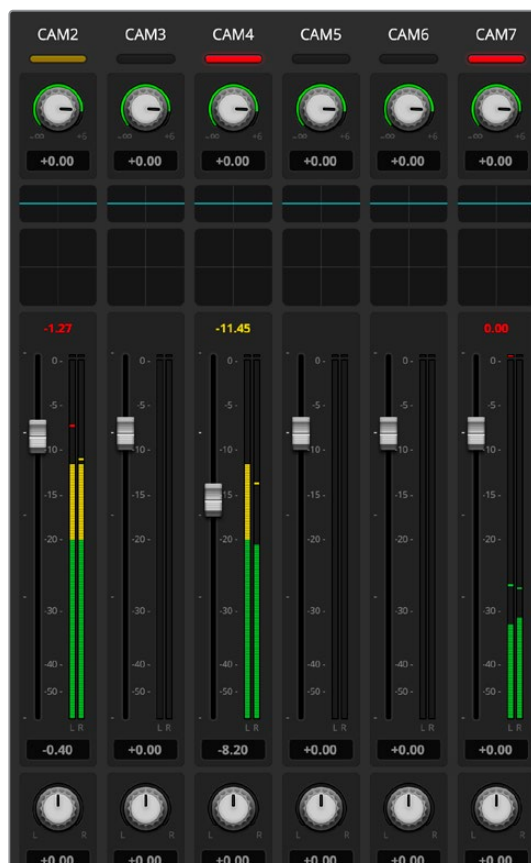 CAM2 CAM3 CAM4 CAM5 CAM6 CAM7
-∞ +6 -∞ +6 -∞ +6 -∞ +6 -∞ +6 -∞ +6
+0.00 +0.00 +0.00 +0.00 +0.00 +0.00
-1.27 -11.45 0.00
0- 0- 0- 0- 0- 0-
-5- -5- -5- -5- -5- -5-
-10- -10- -10- -10- -10- -10-
-15- -15- -15- -15- -15- -15-
-20- -20- -20- -20- -20- -20-
-30- -30- -30- -30- -30- -30-
-40- -40- -40- -40- -40- -40-
-50- -50- -50- -50- -50- -50-
L R L R L R L R L R L R
-0.40 +0.00 -8.20 +0.00 +0.00 +0.00
L R L R L R L R L R L R
+0.00 +0.00 +0.00 +0.00 +0.00 +0.00